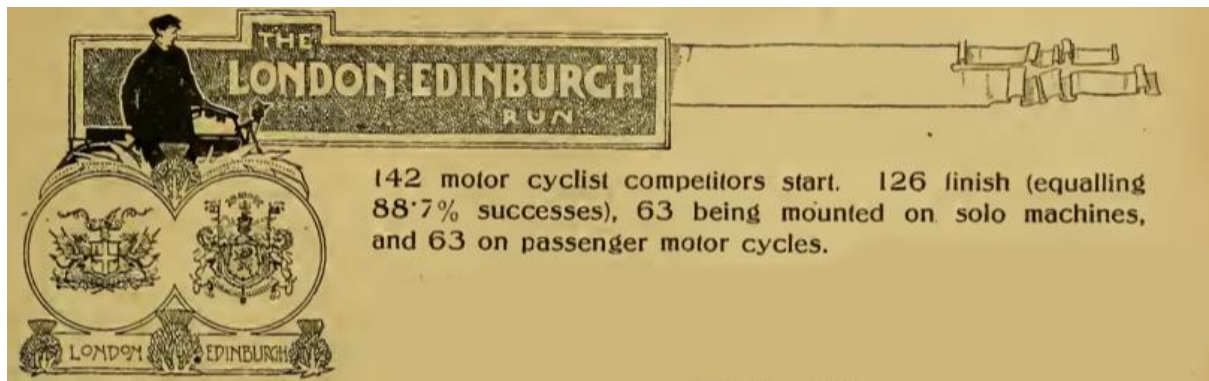 THE
LONDON·EDINBURGH
RUN
142 motor cyclist competitors start. 126 finish (equalling
88·7% successes), 63 being mounted on solo machines,
and 63 on passenger motor cycles.
LONDON EDINBURGH